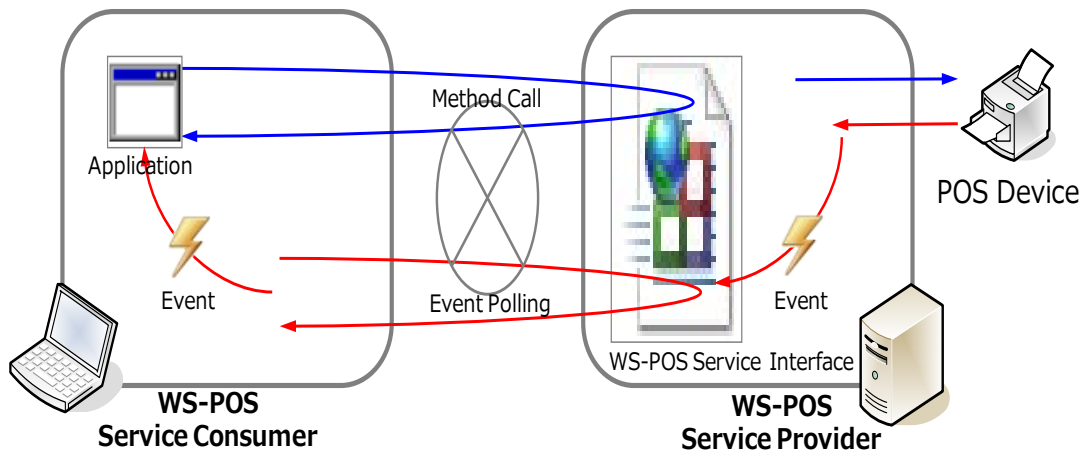 Method Call
Application
POS Device
Event
Event Polling
Event
WS-POS Service Interface
WS-POS
Service Consumer
WS-POS
Service Provider